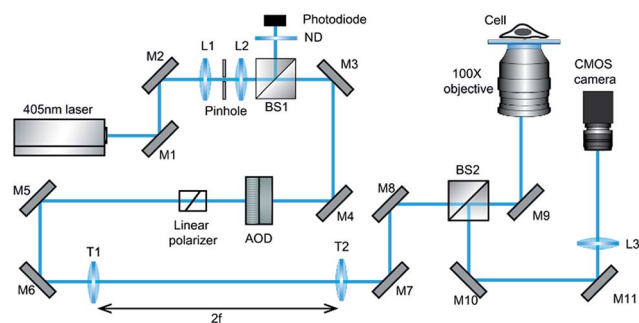 Photodiode
ND
Cell
M2
L1
L2
M3
100X
objective
CMOS
camera
405nm laser
Pinhole
BS1
M1
M5
M8
BS2
M4
M9
Linear
polarizer
AOD
L3
T1
T2
M6
M7
M10
M11
2f